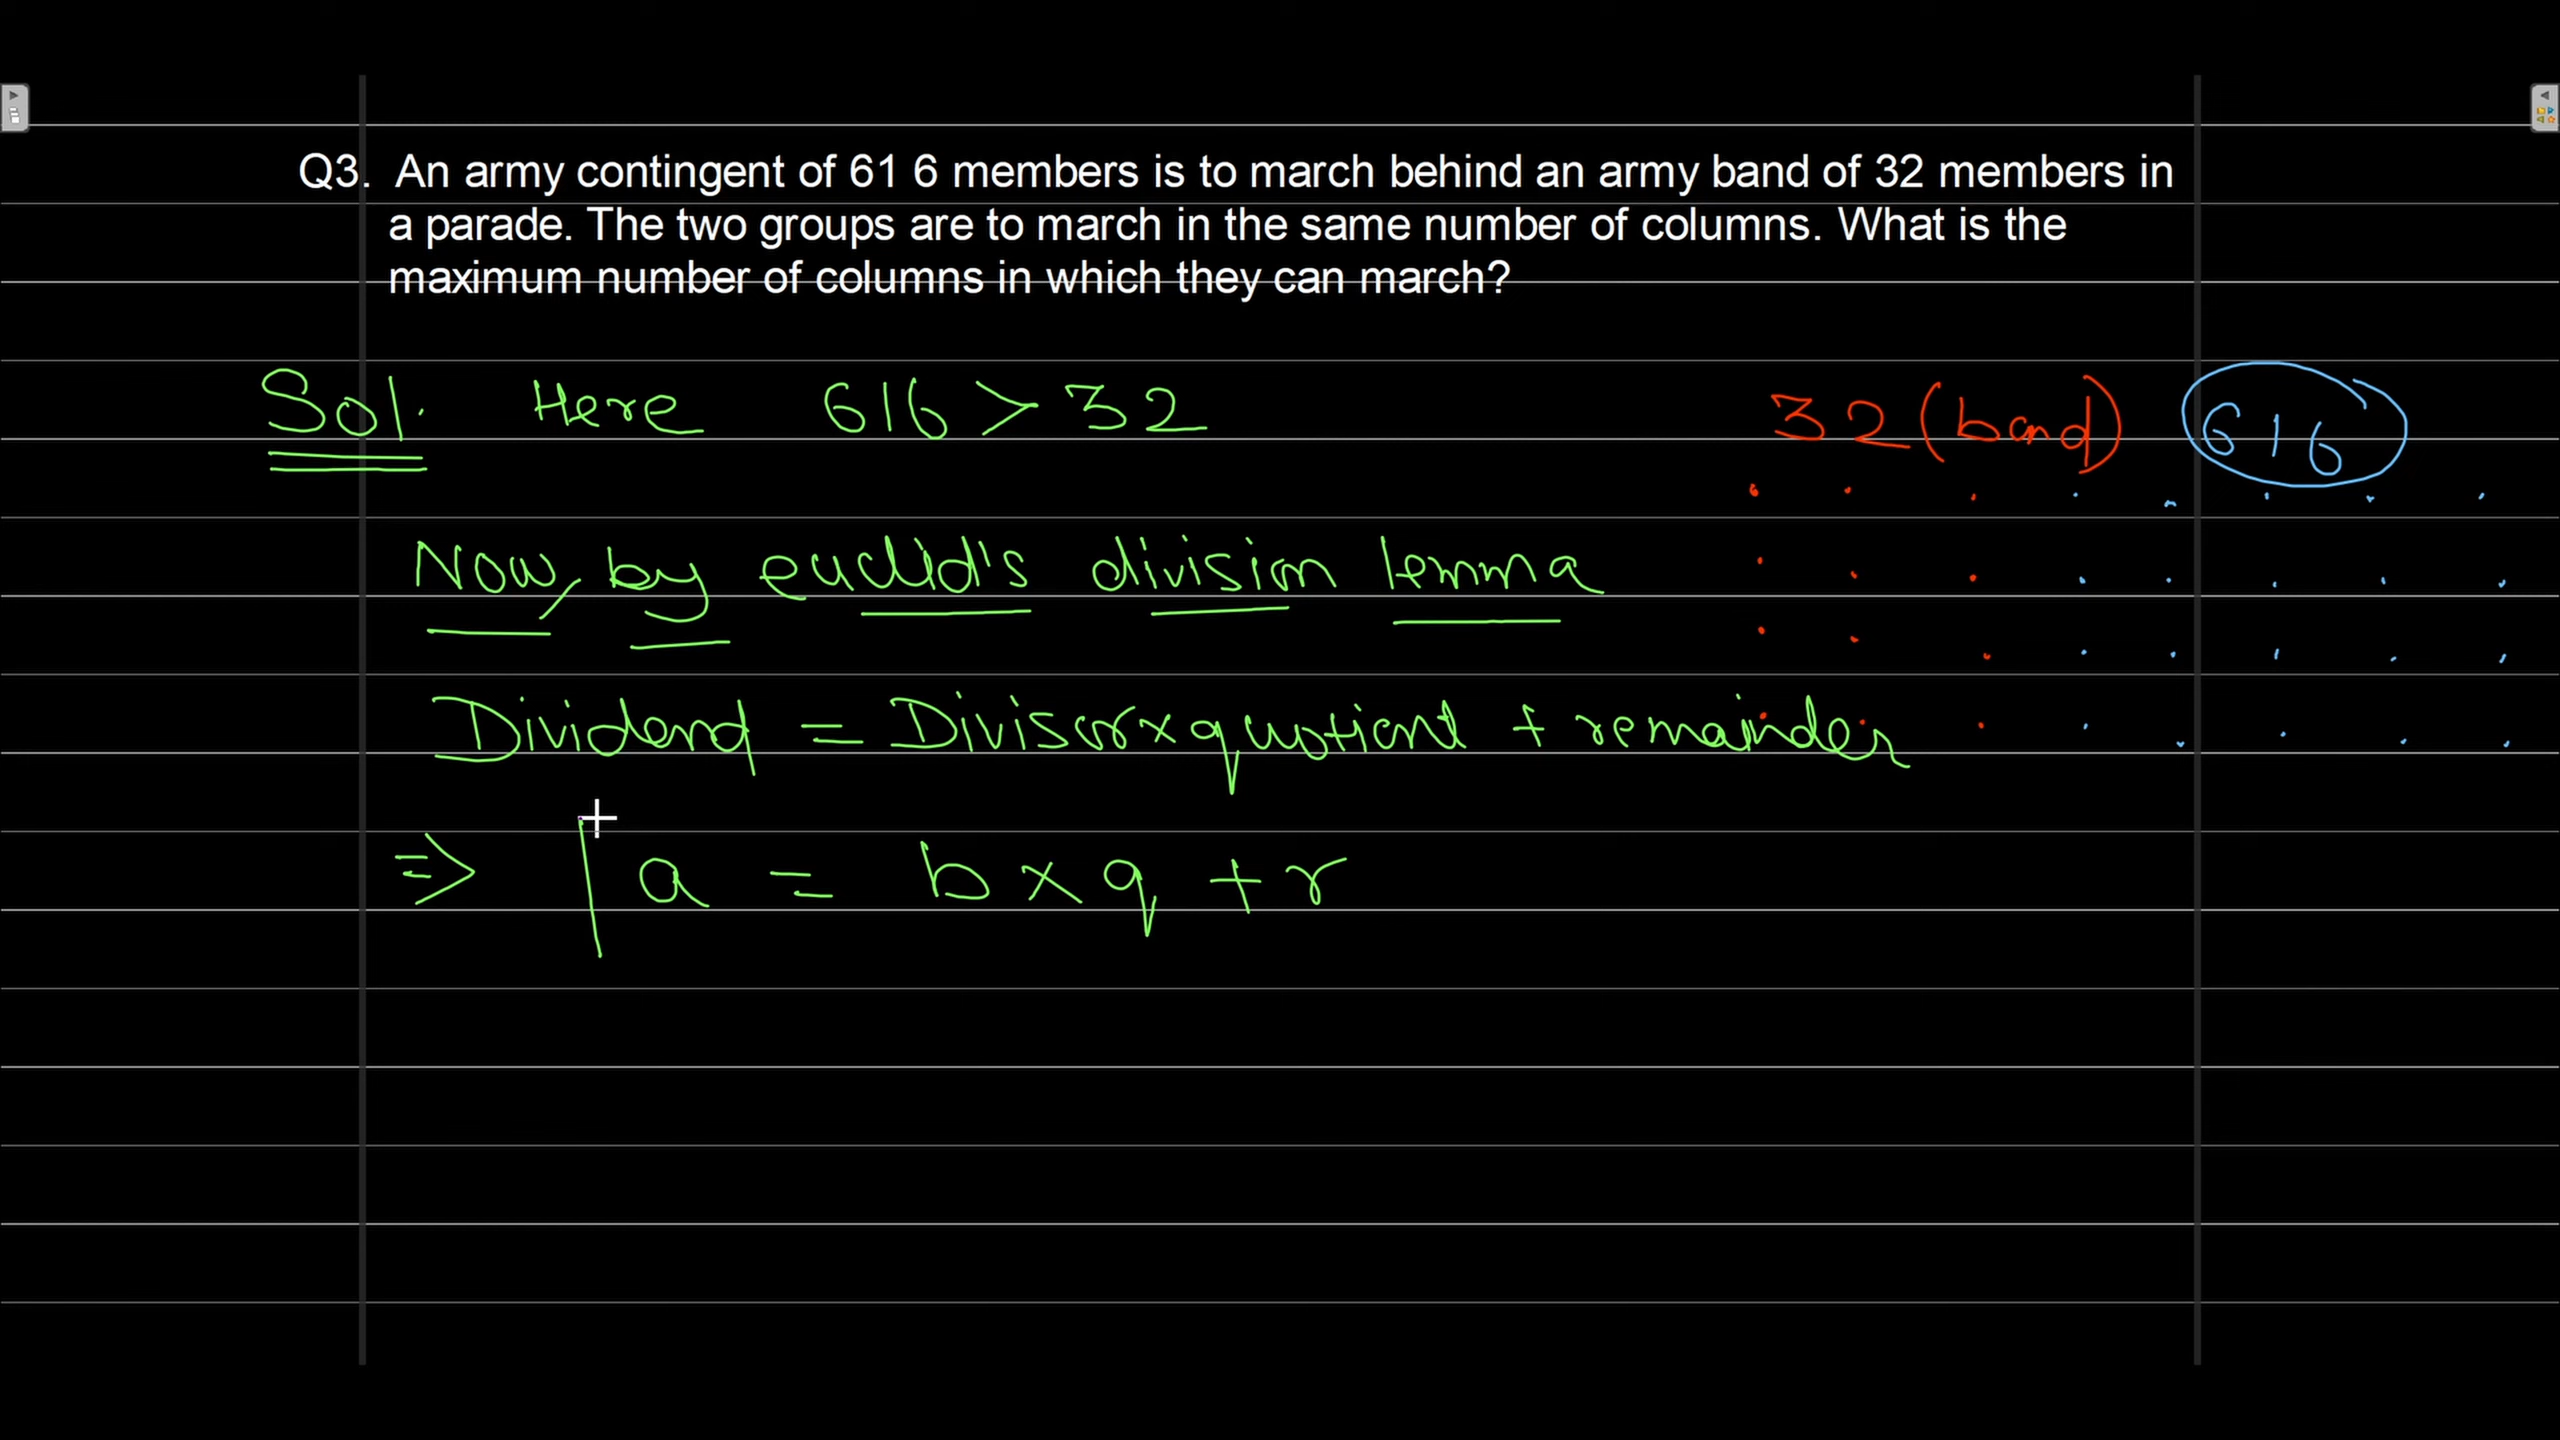 Q3. An army contingent of 61 6 members is to march behind an army band of 32 members in
a parade. The two groups are to march in the same number of columns. What is the
maximum number of columns in which they can march?
Sol. Here 616 > 32
32 (band) 616
Now, by euclid's division lemma
Dividend = Divisor x quotient + remainder
=> a = b x q + r